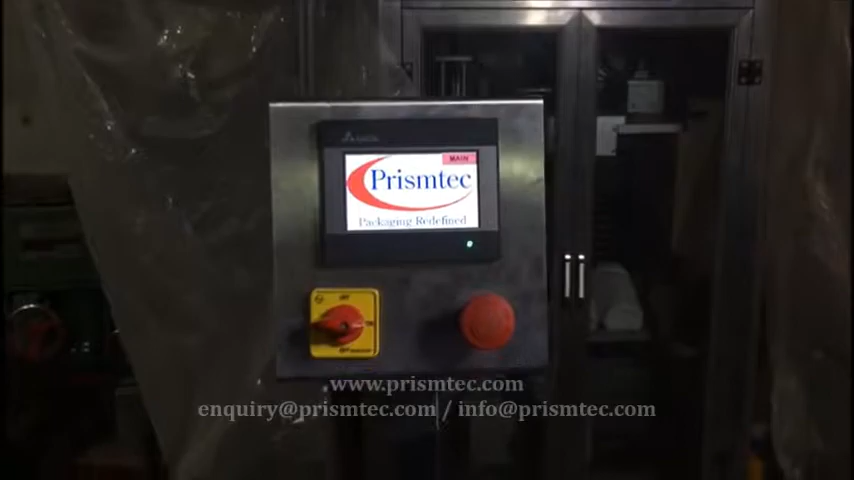 MAIN
Prismtec
Packaging Redefined
www.prismtec.com
enquiry@prismtec.com / info@prismtec.com